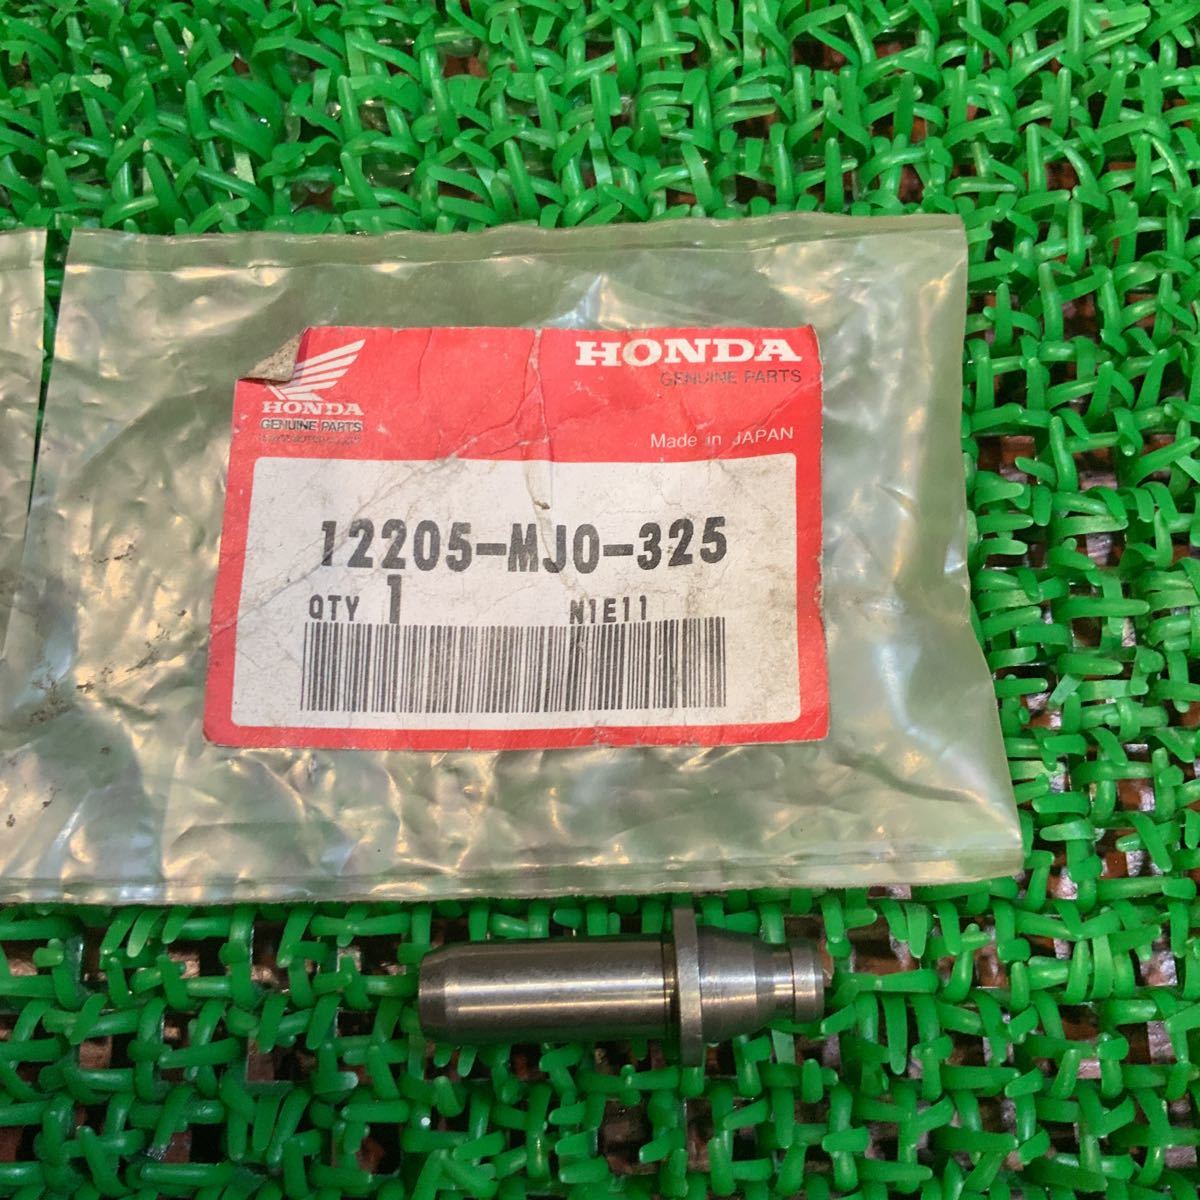 HONDA
GENUINE PARTS
HONDA
GENUINE PARTS
Made in JAPAN
12205-MJ0-325
QTY 1 N1E11